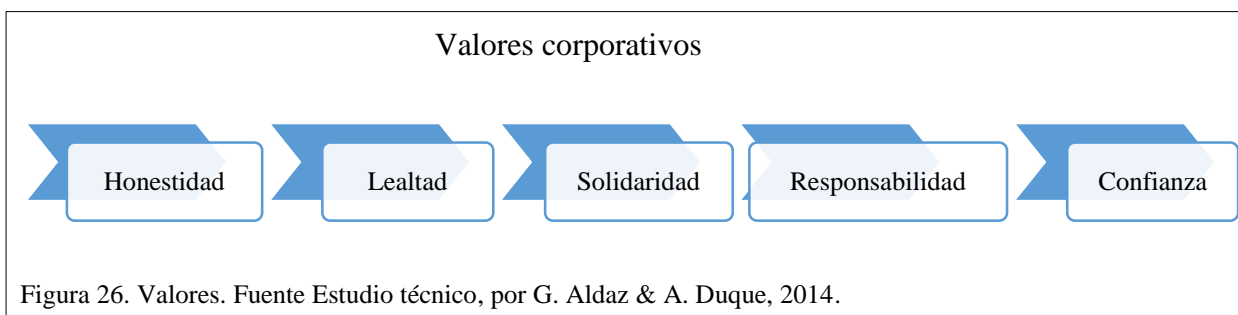 Valores corporativos
Honestidad Lealtad Solidaridad Responsabilidad Confianza
Figura 26. Valores. Fuente Estudio técnico, por G. Aldaz & A. Duque, 2014.